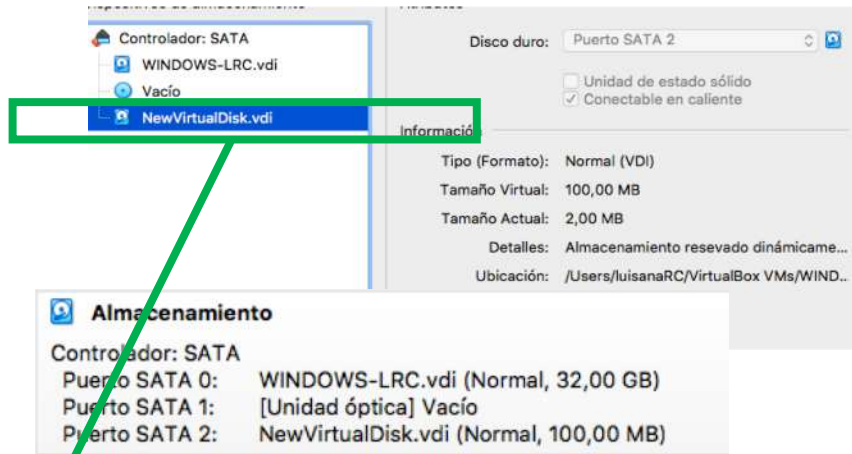 Controlador: SATA
WINDOWS-LRC.vdi
Vacío
NewVirtualDisk.vdi
Disco duro: Puerto SATA 2
Unidad de estado sólido
Conectable en caliente
Información
Tipo (Formato): Normal (VDI)
Tamaño Virtual: 100,00 MB
Tamaño Actual: 2,00 MB
Detalles: Almacenamiento resevado dinámicame...
Ubicación: /Users/luisanaRC/VirtualBox VMs/WIND..
Almacenamiento
Controlador: SATA
Puerto SATA 0: WINDOWS-LRC.vdi (Normal, 32,00 GB)
Puerto SATA 1: [Unidad óptica] Vacío
Puerto SATA 2: NewVirtualDisk.vdi (Normal, 100,00 MB)